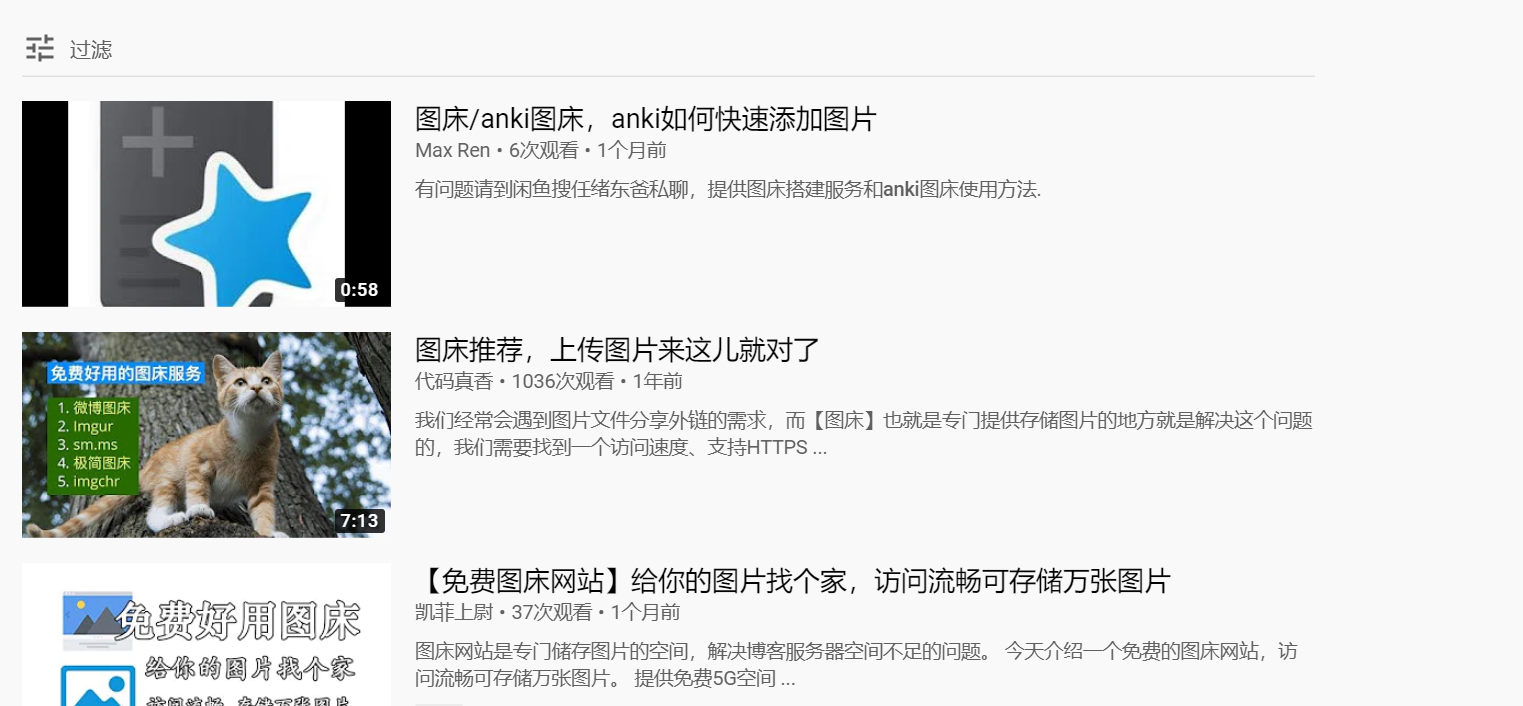 过滤
图床/anki图床，anki如何快速添加图片
Max Ren • 6次观看 • 1个月前
有问题请到闲鱼搜任绪东爸私聊，提供图床搭建服务和anki图床使用方法.
0:58
图床推荐，上传图片来这儿就对了
代码真香 • 1036次观看 • 1年前
我们经常会遇到图片文件分享外链的需求，而【图床】也就是专门提供存储图片的地方就是解决这个问题
的，我们需要找到一个访问速度、支持HTTPS ...
免费好用的图床服务
1. 微博图床
2. Imgur
3. sm.ms
4. 极简图床
5. imgchr
7:13
【免费图床网站】给你的图片找个家，访问流畅可存储万张图片
凯菲上尉 • 37次观看 • 1个月前
图床网站是专门储存图片的空间，解决博客服务器空间不足的问题。 今天介绍一个免费的图床网站，访
问流畅可存储万张图片。 提供免费5G空间 ...
免费好用图床
给你的图片找个家
访问流畅 存储万张图片